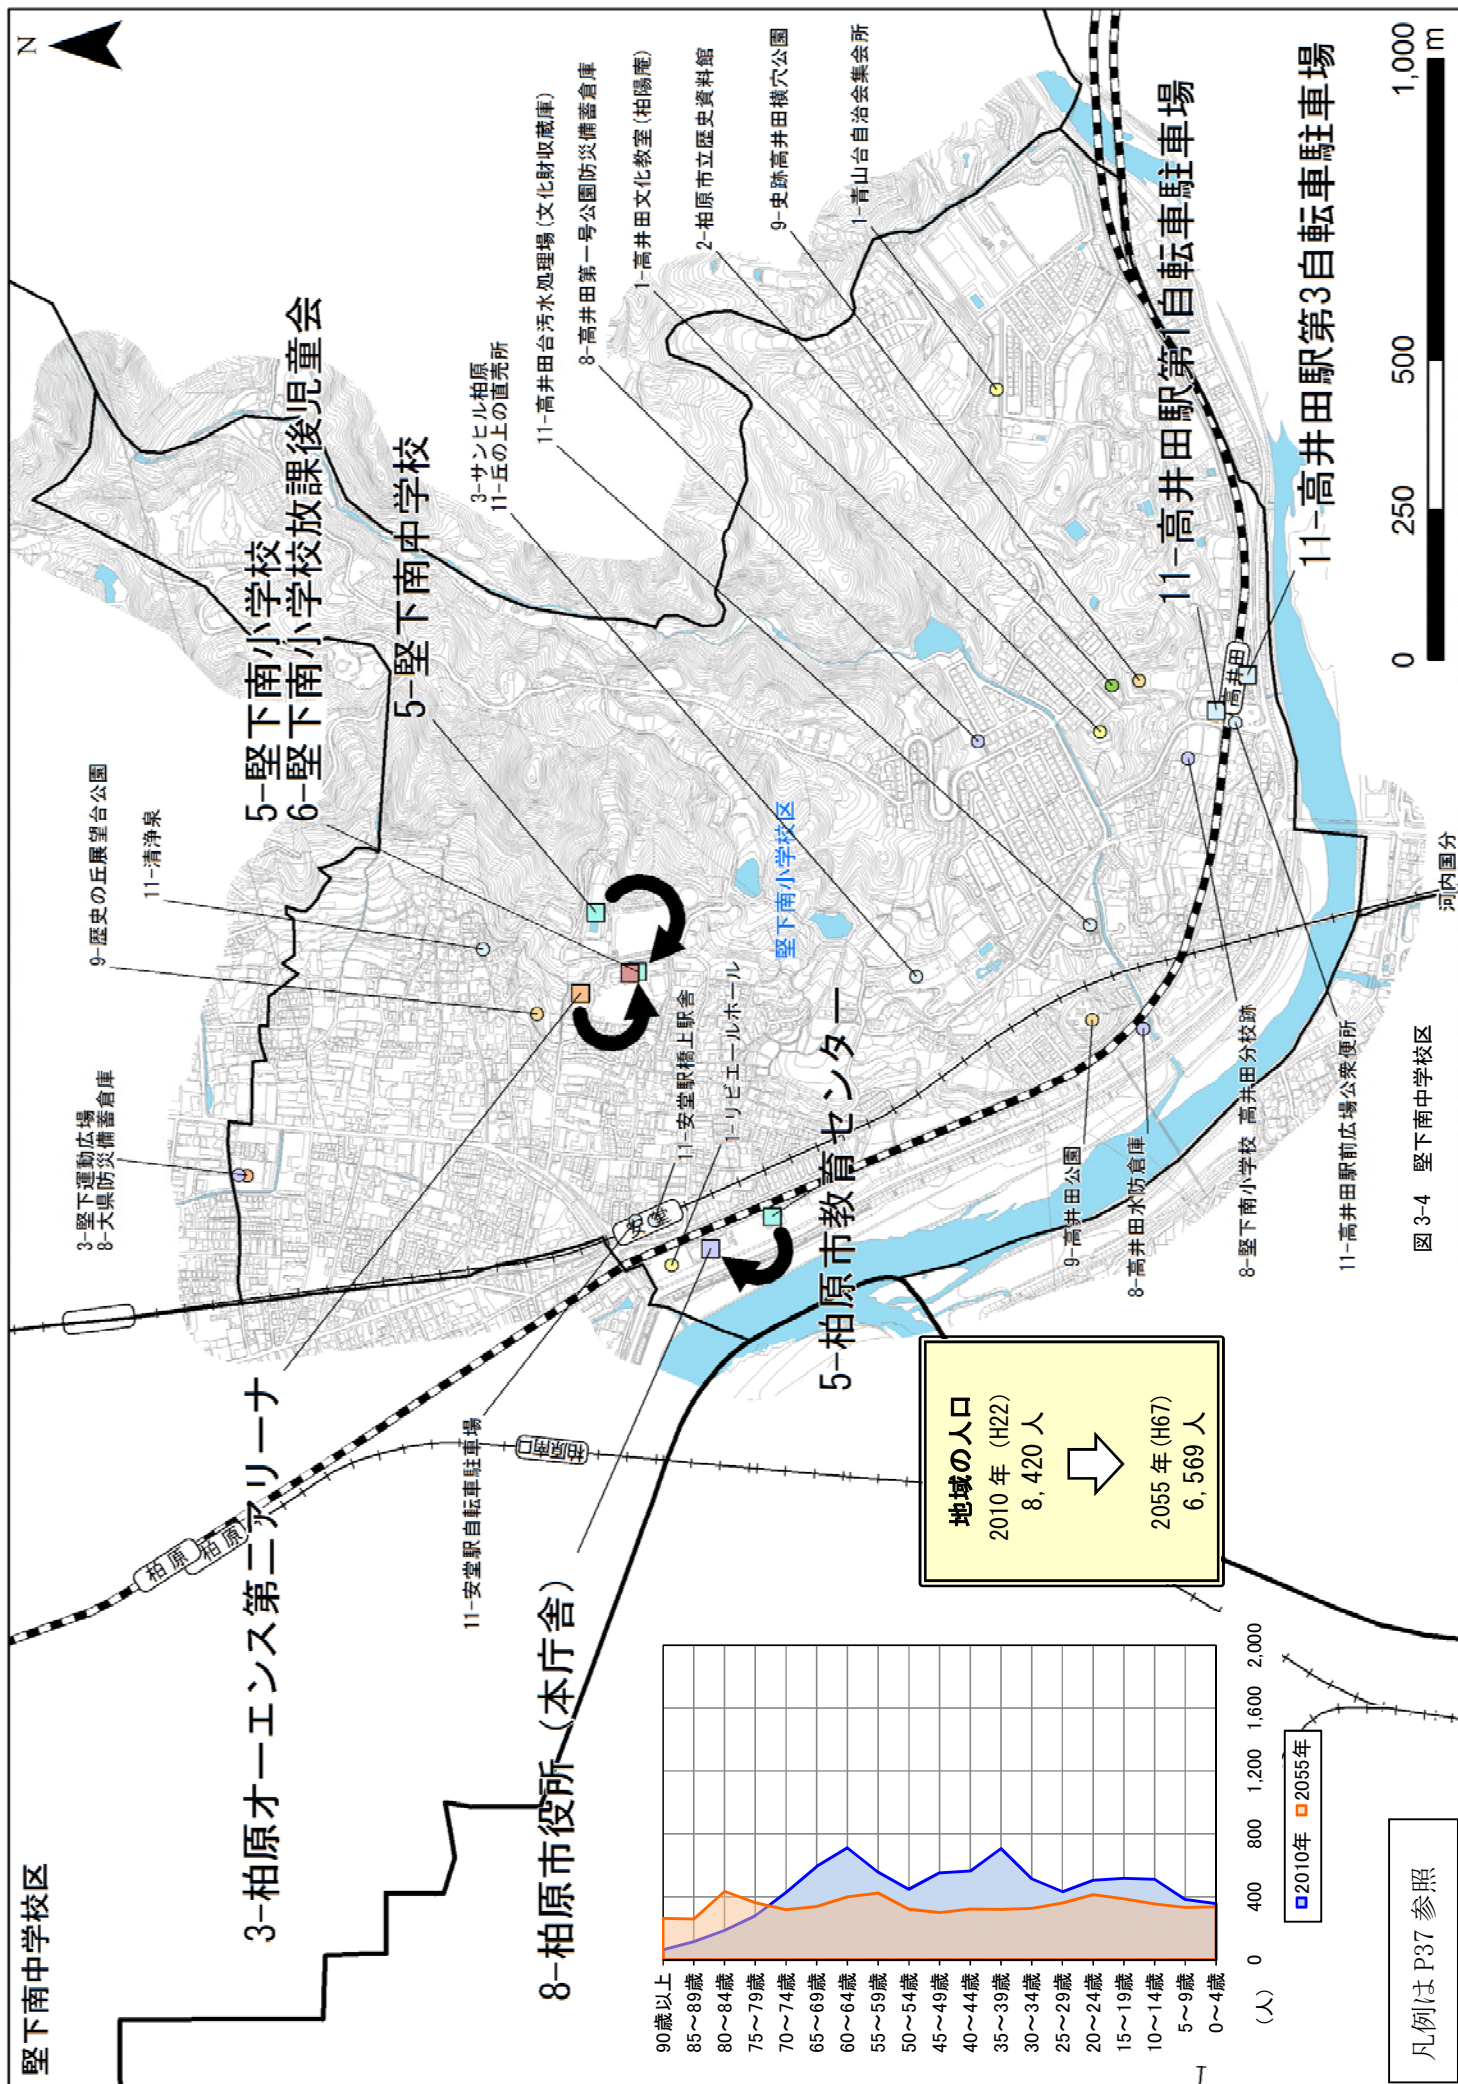 堅下南中学校区
N
3-堅下運動広場
8-大県防災備蓄倉庫
9-歴史の丘展望台公園
11-清浄泉
5-堅下南小学校
6-堅下南小学校放課後児童会
5-堅下南中学校
3-サンヒル柏原
11-丘の上の直売所
11-高井田台汚水処理場(文化財収蔵庫)
8-高井田第一号公園防災備蓄倉庫
1-高井田文化教室(柏陽庵)
2-柏原市立歴史資料館
9-史跡高井田横穴公園
1-青山台自治会集会所
柏原
柏原
3-柏原オーエンス第二アリーナ
11-安堂駅自転車駐車場
柏原南口
8-柏原市役所(本庁舎)
安堂
11-安堂駅橋上駅舎
1-リビエールホール
堅下南小学校区
5-柏原市教育センター
9-高井田公園
8-高井田水防倉庫
8-堅下南小学校 高井田分校跡
11-高井田駅前広場公衆便所
高井田
11-高井田駅第1自転車駐車場
11-高井田駅第3自転車駐車場
河内国分
0 250 500 1,000
m
地域の人口
2010年 (H22)
8,420 人
2055年(H67)
6,569 人
90歳以上
85～89歳
80～84歳
75～79歳
70～74歳
65～69歳
60～64歳
55～59歳
50～54歳
45～49歳
40～44歳
35～39歳
30～34歳
25～29歳
20～24歳
15～19歳
10～14歳
5～9歳
0～4歳
(人)
0 400 800 1,200 1,600 2,000
2010年 2055年
凡例は P37 参照
図 3-4 堅下南中学校区